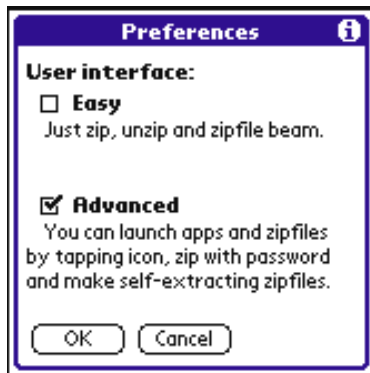 Preferences
User interface:
Easy
Just zip, unzip and zipfile beam.
Advanced
You can launch apps and zipfiles
by tapping icon, zip with password
and make self-extracting zipfiles.
OK Cancel